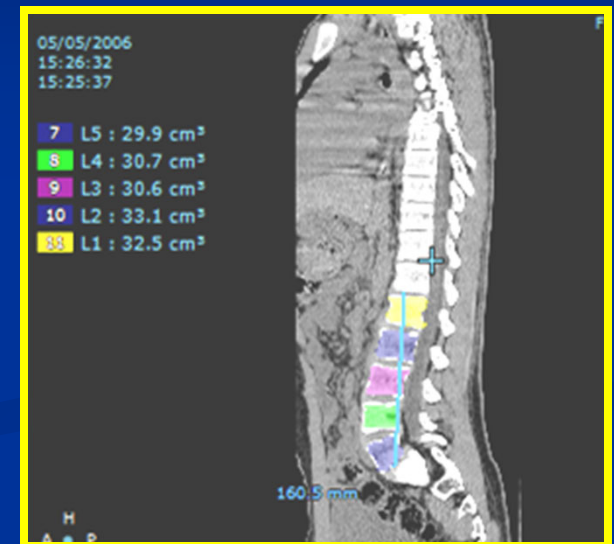 F
05/05/2006
15:26:32
15:25:37
7 L5 : 29.9 cm³
8 L4 : 30.7 cm³
9 L3 : 30.6 cm³
10 L2 : 33.1 cm³
11 L1 : 32.5 cm³
160.5 mm
H
A P